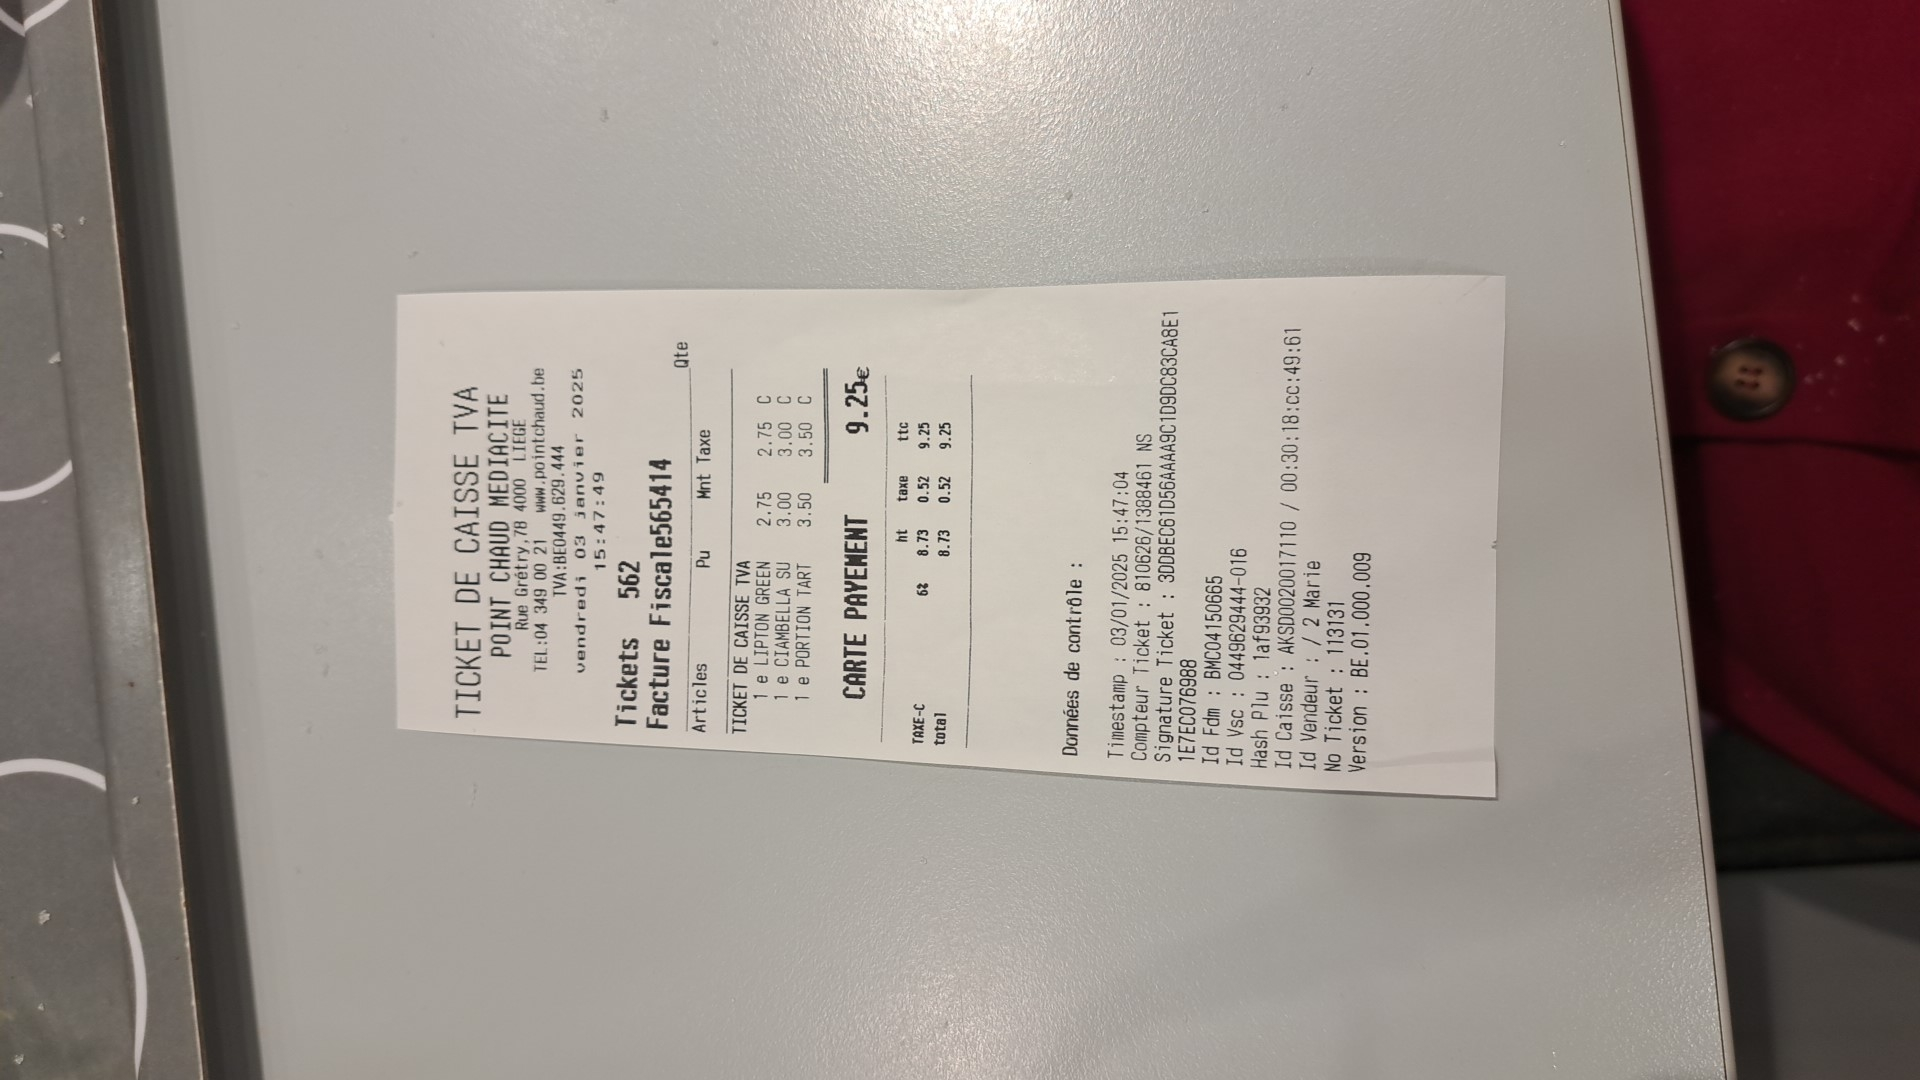 TICKET DE CAISSE TVA
POINT CHAUD MEDIACITE
Rue Grétry,78 4000 LIEGE
TEL:04 349 00 21 www.pointchaud.be
TVA:BE0449.629.444
vendredi 03 janvier 2025
15:47:49
Tickets 562
Facture Fiscale565414
Qte
Articles Pu Mnt Taxe
TICKET DE CAISSE TVA
1 e LIPTON GREEN 2.75 2.75 C
1 e CIAMBELLA SU 3.00 3.00 C
1 e PORTION TART 3.50 3.50 C
CARTE PAYEMENT 9.25€
ht taxe ttc
TAXE-C 6% 8.73 0.52 9.25
total 8.73 0.52 9.25
Données de contrôle :
Timestamp : 03/01/2025 15:47:04
Compteur Ticket : 810626/1388461 NS
Signature Ticket : 3DDBEC61D56AAAA9C1D9DC83CA8E1
1E7EC076988
Id Fdm : BMC04150665
Id Vsc : 0449629444-016
Hash Plu : 1af93932
Id Caisse : AKSD0020017110 / 00:30:18:cc:49:61
Id Vendeur : / 2 Marie
No Ticket : 113131
Version : BE.01.000.009